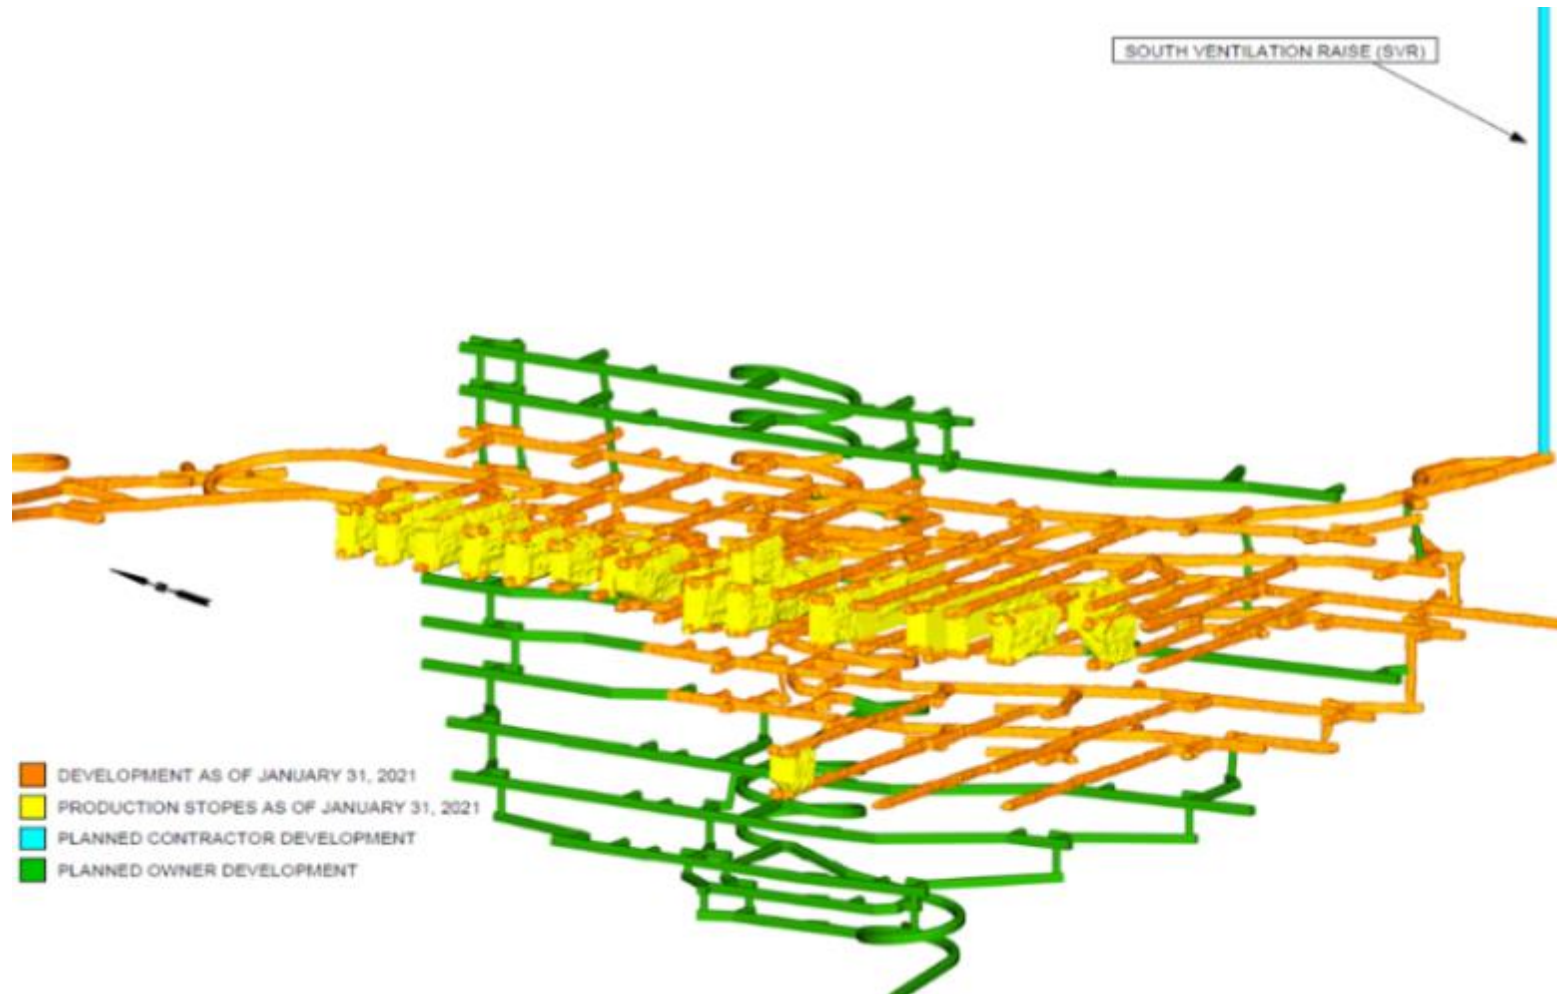 SOUTH VENTILATION RAISE (SVR)
DEVELOPMENT AS OF JANUARY 31, 2021
PRODUCTION STOPES AS OF JANUARY 31, 2021
PLANNED CONTRACTOR DEVELOPMENT
PLANNED OWNER DEVELOPMENT